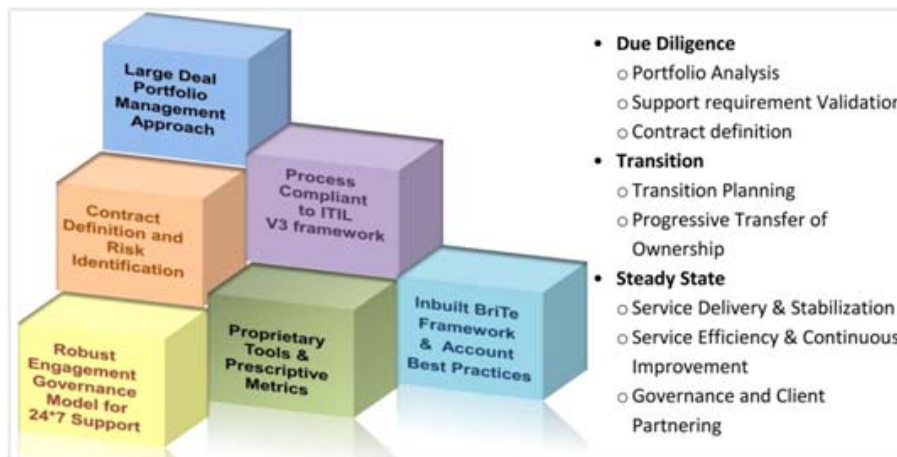 Large Deal
Portfolio
Management
Approach
Contract
Definition and
Risk
Identification
Process
Compliant
to ITIL
V3 framework
Robust
Engagement
Governance
Model for
24*7 Support
Proprietary
Tools &
Prescriptive
Metrics
Inbuilt BriTe
Framework
& Account
Best Practices
• Due Diligence
o Portfolio Analysis
o Support requirement Validation
o Contract definition
• Transition
o Transition Planning
o Progressive Transfer of
Ownership
• Steady State
o Service Delivery & Stabilization
o Service Efficiency & Continuous
Improvement
o Governance and Client
Partnering